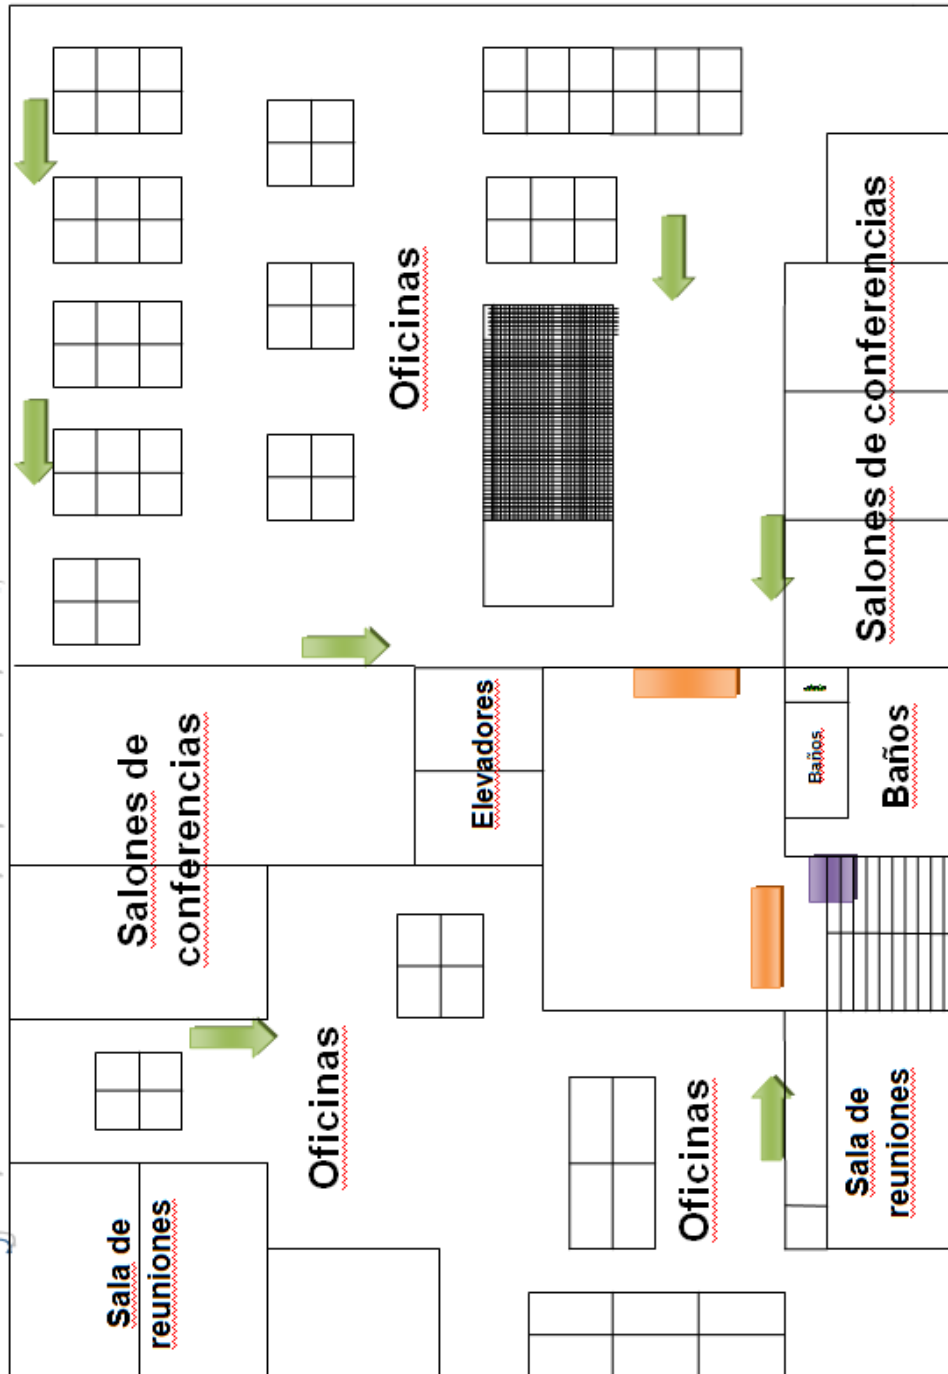 Oficinas
Salones de conferencias
Salones de
conferencias
Elevadores
Baños
Baños
Oficinas
Oficinas
Sala de
reuniones
Sala de
reuniones